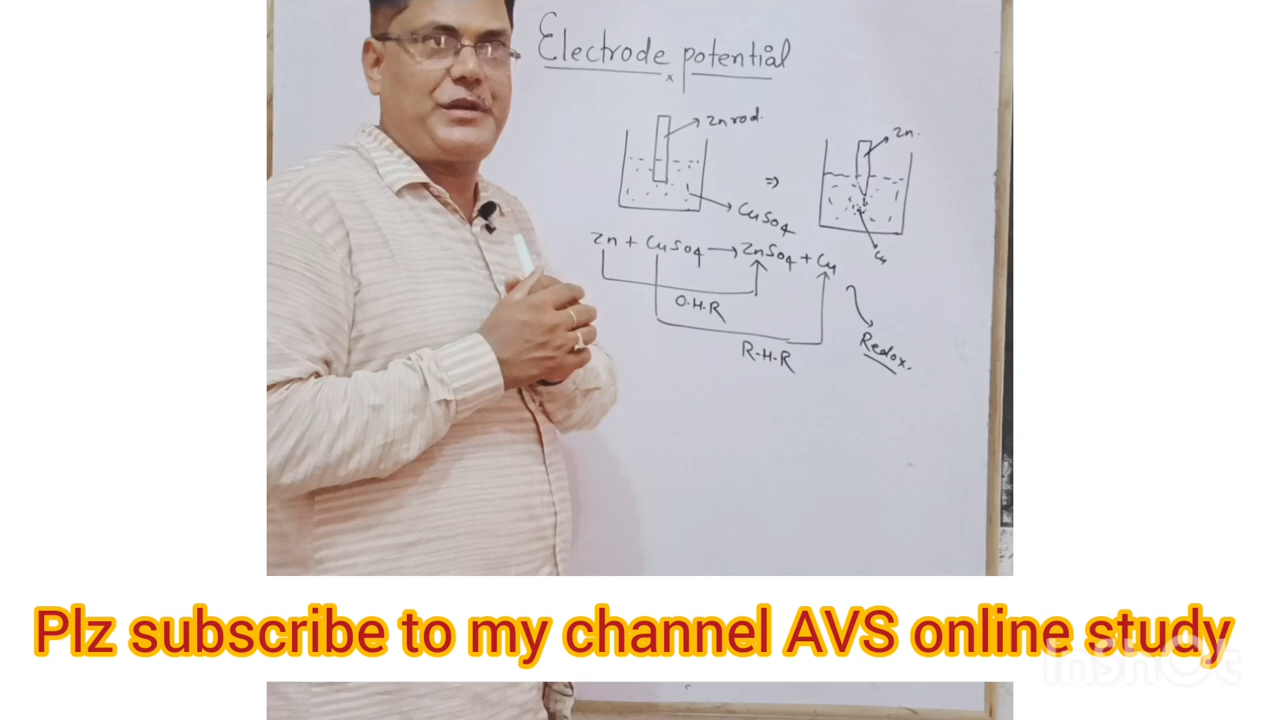 Electrode potential
x
Zn rod.
Zn.
⇒
CuSO4
Cu
Zn + CuSO4 → ZnSO4 + Cu
O.H.R
R.H.R
Redox.
Plz subscribe to my channel AVS online study
InShOt